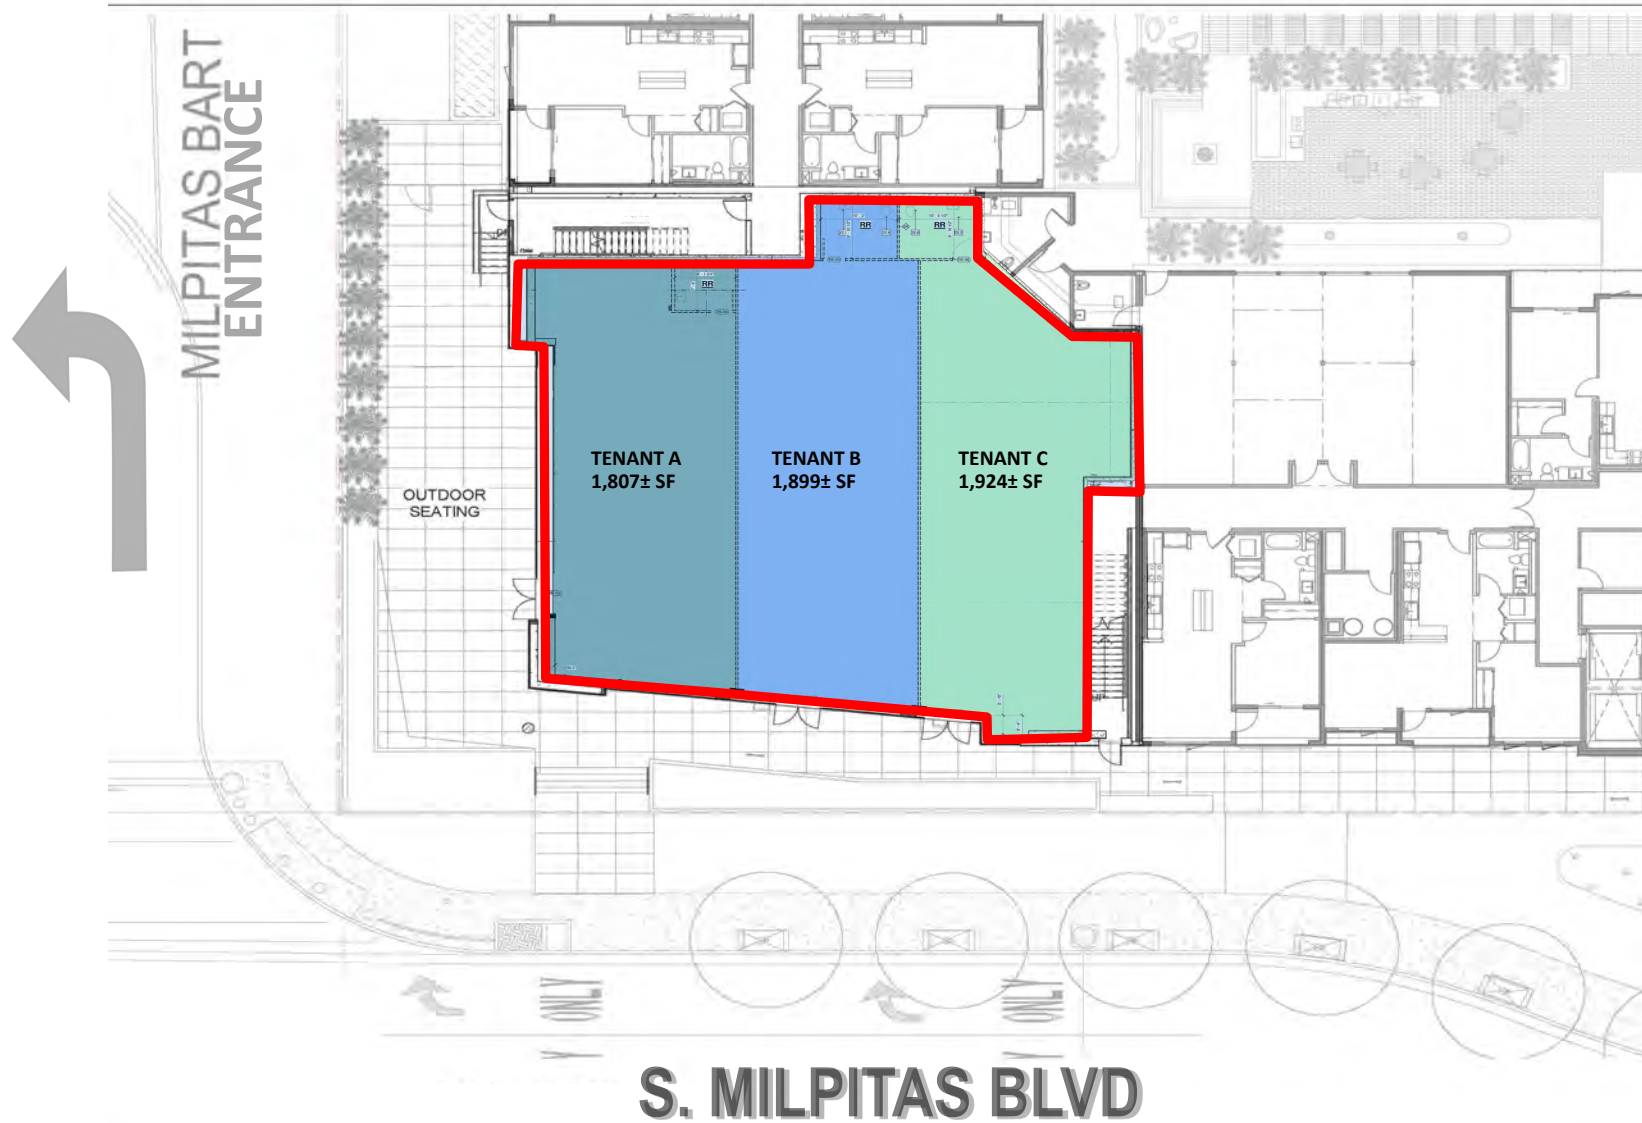 MILPITAS BART
ENTRANCE
RR
RR
RR
TENANT A
1,807± SF
TENANT B
1,899± SF
TENANT C
1,924± SF
OUTDOOR
SEATING
UP
ONLY
ONLY
S. MILPITAS BLVD